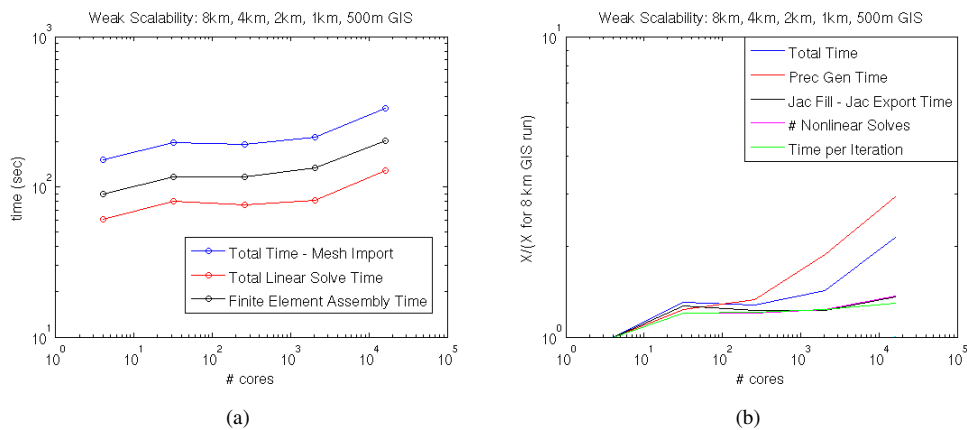 Weak Scalability: 8km, 4km, 2km, 1km, 500m GIS
10^3
10^2
10^1
time (sec)
Total Time - Mesh Import
Total Linear Solve Time
Finite Element Assembly Time
10^0 10^1 10^2 10^3 10^4 10^5
# cores
(a)
Weak Scalability: 8km, 4km, 2km, 1km, 500m GIS
10^1
10^0
X/(X for 8 km GIS run)
Total Time
Prec Gen Time
Jac Fill - Jac Export Time
# Nonlinear Solves
Time per Iteration
10^0 10^1 10^2 10^3 10^4 10^5
# cores
(b)